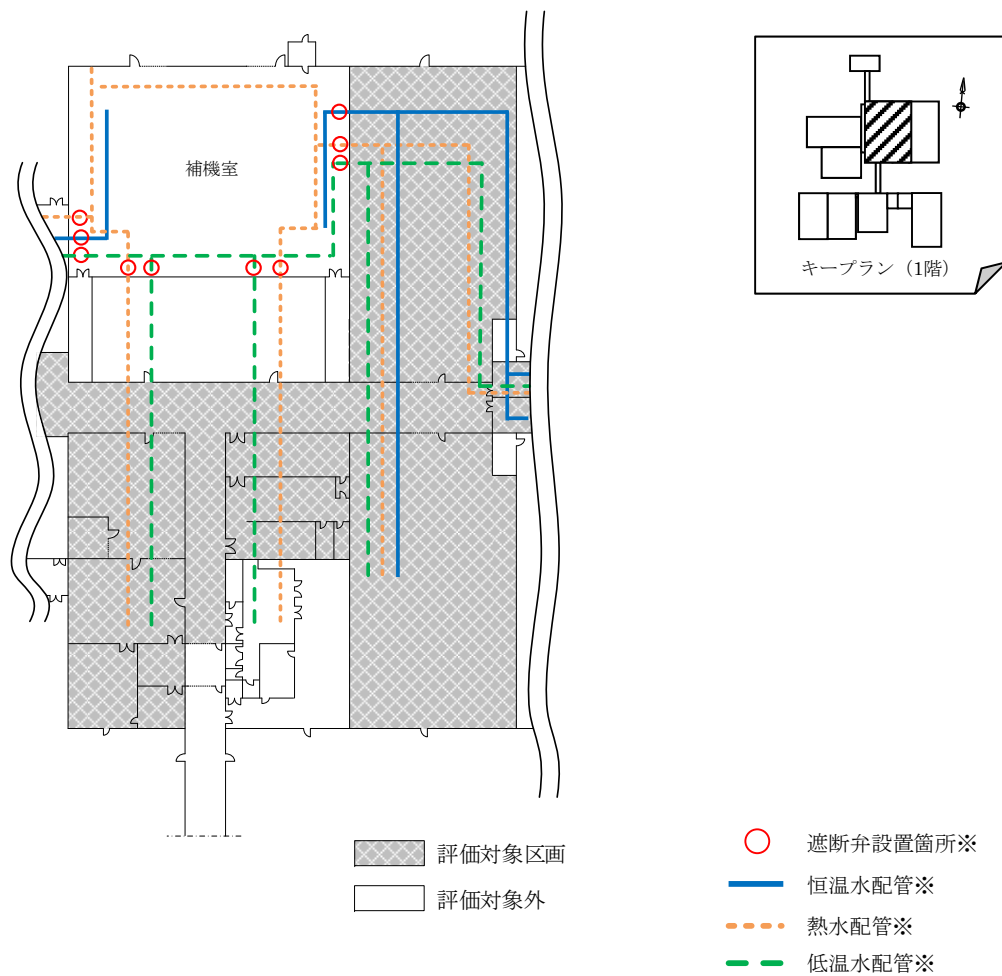 補機室
キープラン（1階）
評価対象区画
評価対象外
遮断弁設置箇所※
恒温水配管※
熱水配管※
低温水配管※